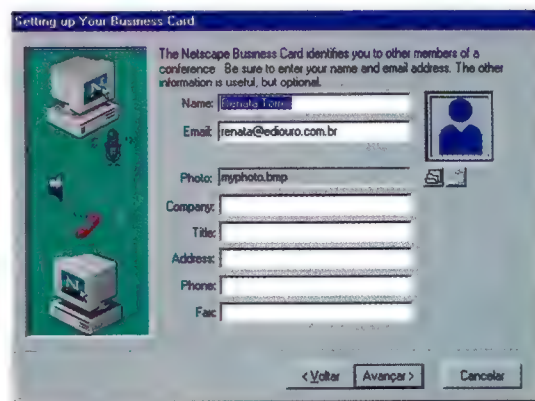 Setting up Your Business Card
The Netscape Business Card identifies you to other members of a
conference Be sure to enter your name and email address. The other
information is useful, but optional.
Name: Renata Torres
Email: renata@ediouro.com.br
Photo: myphoto.bmp
Company:
Title:
Address:
Phone:
Fax:
N
N
< Voltar
Avançar >
Cancelar